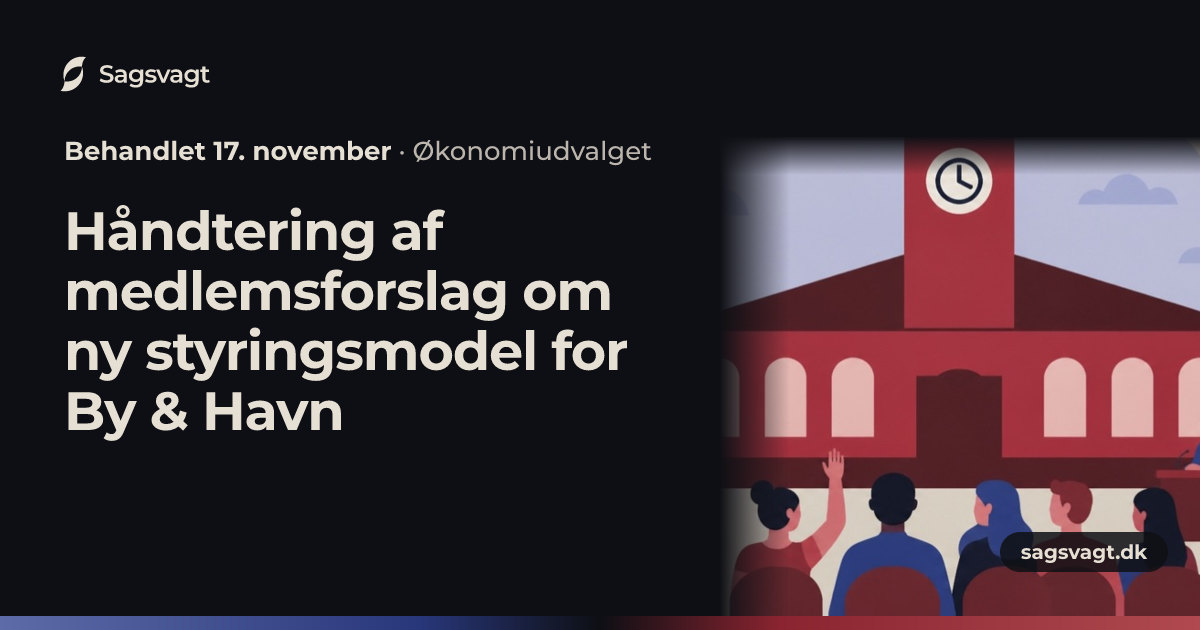 Sagsvagt
Behandlet 17. november · Økonomiudvalget
Håndtering af
medlemsforslag om
ny styringsmodel for
By & Havn
sagsvagt.dk